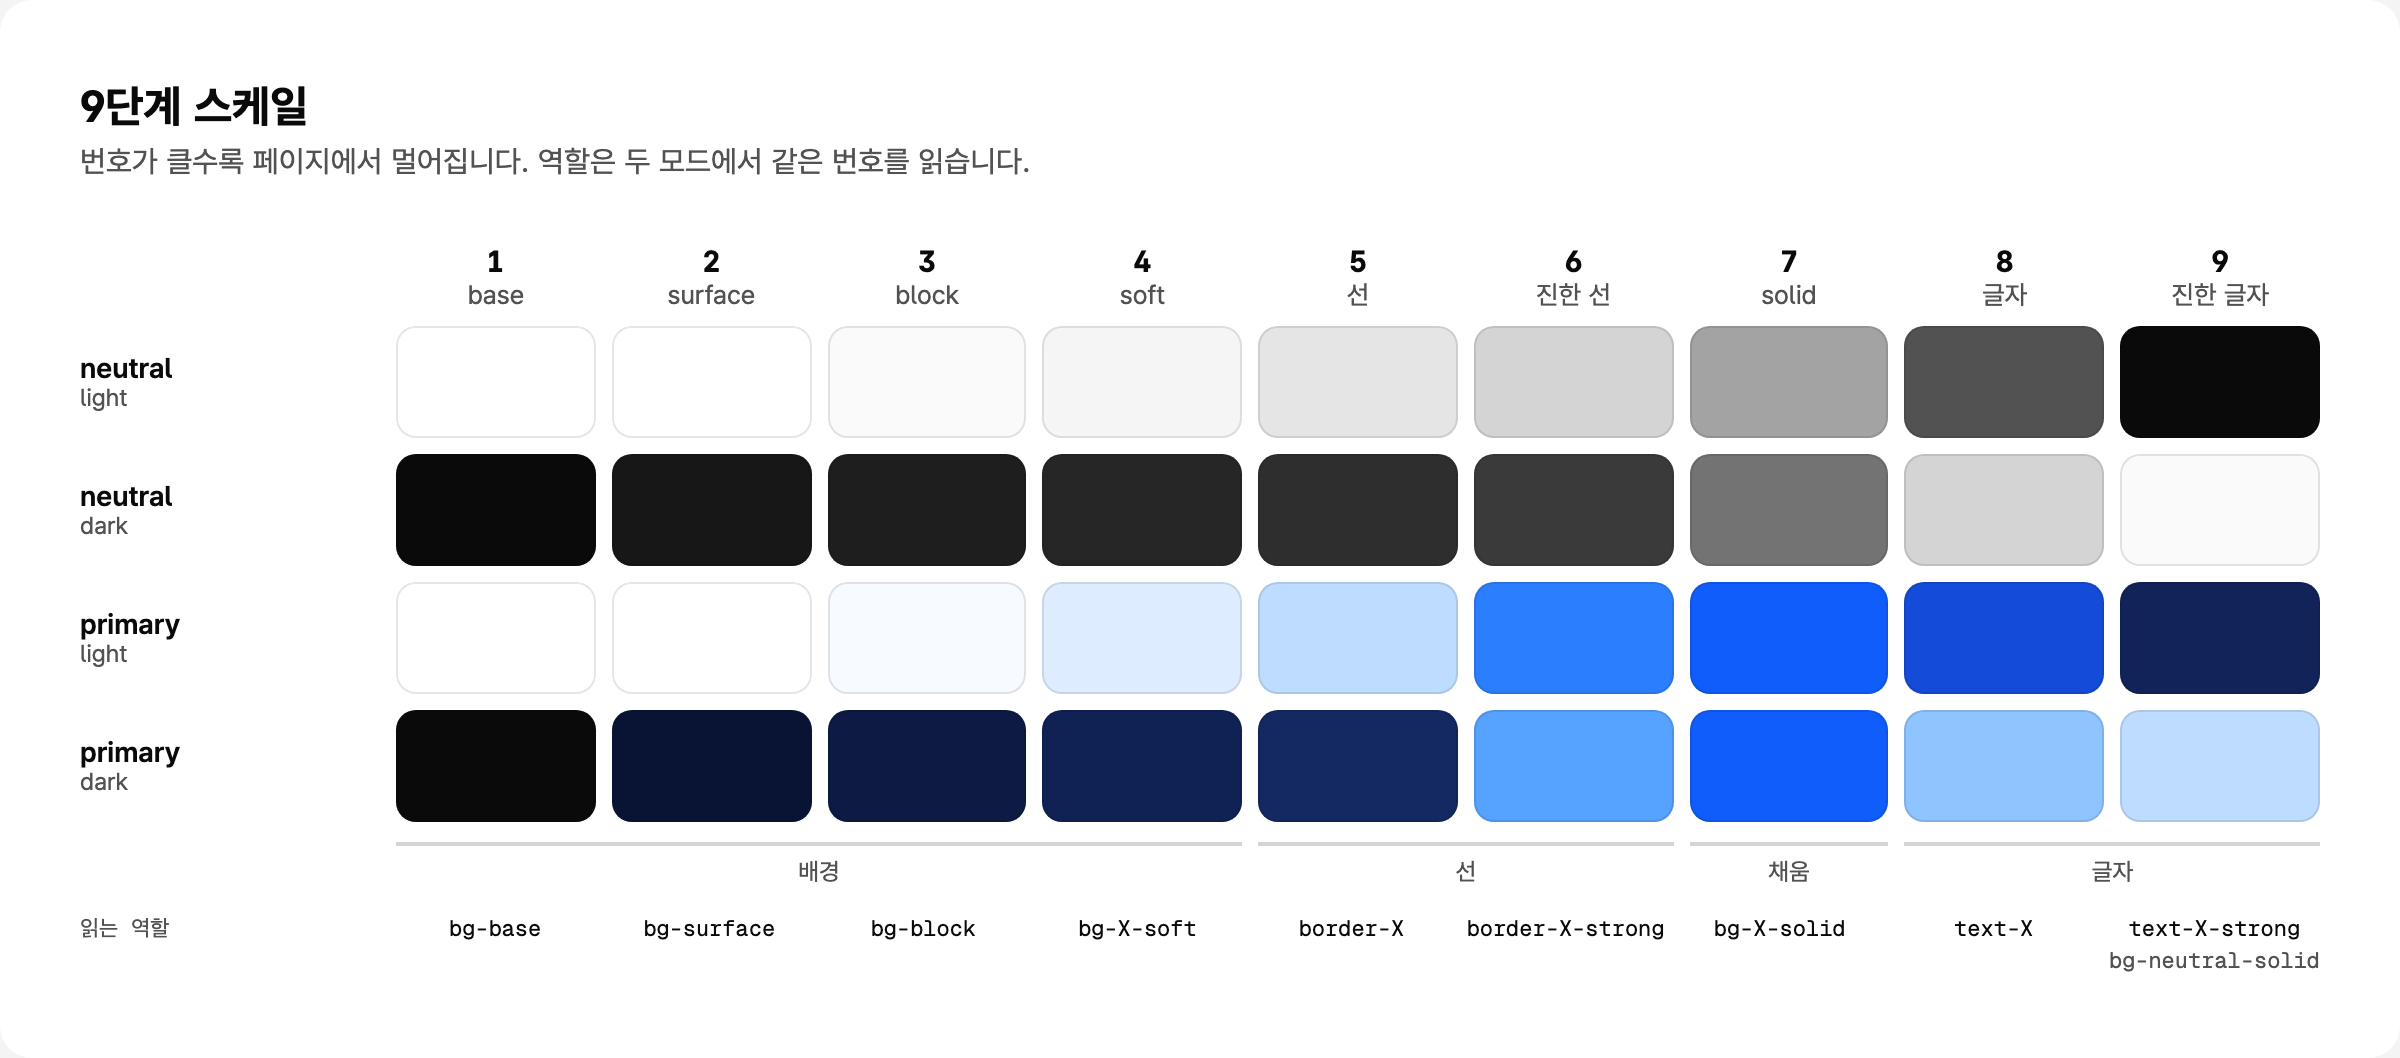 9단계 스케일
번호가 클수록 페이지에서 멀어집니다. 역할은 두 모드에서 같은 번호를 읽습니다.
1 2 3 4 5 6 7 8 9
base surface block soft 선 진한 선 solid 글자 진한 글자
neutral
light
neutral
dark
primary
light
primary
dark
배경 선 채움 글자
읽는 역할 bg-base bg-surface bg-block bg-X-soft border-X border-X-strong bg-X-solid text-X text-X-strong
bg-neutral-solid